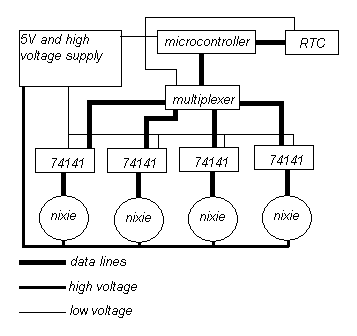 5V and high
voltage supply
microcontroller
RTC
multiplexer
74141
74141
74141
74141
nixie
nixie
nixie
nixie
data lines
high voltage
low voltage